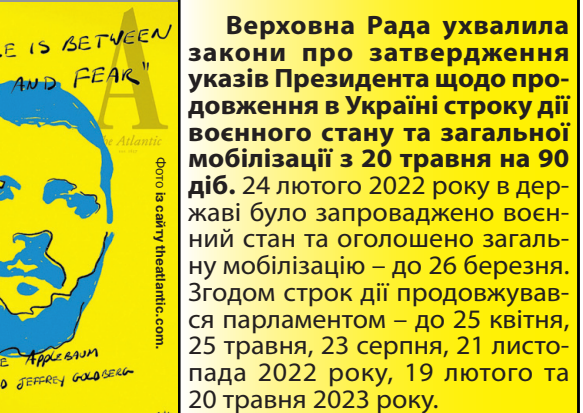 E IS BETWEEN
AND FEAR"
A
The Atlantic
Фото із сайту theatlantic.com.
APPLEBAUM
JEFFREY GOLDBERG
Верховна Рада ухвалила
закони про затвердження
указів Президента щодо про-
довження в Україні строку дії
воєнного стану та загальної
мобілізації з 20 травня на 90
діб. 24 лютого 2022 року в дер-
жаві було запроваджено воєн-
ний стан та оголошено загаль-
ну мобілізацію – до 26 березня.
Згодом строк дії продовжував-
ся парламентом – до 25 квітня,
25 травня, 23 серпня, 21 листо-
пада 2022 року, 19 лютого та
20 травня 2023 року.